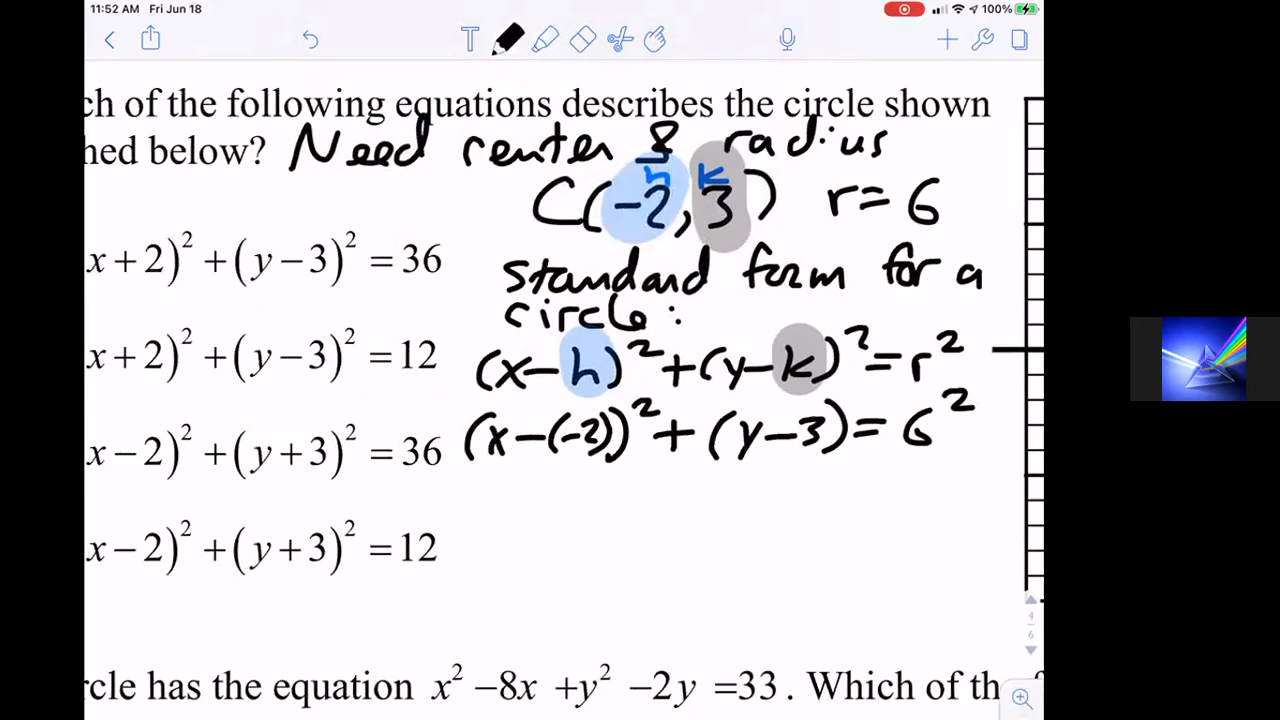 11:52 AM Fri Jun 18 100%
T
ch of the following equations describes the circle shown
hed below? Need center & radius
h k
C(-2, 3) r = 6
x + 2)² + (y − 3)² = 36
standard form for a
circle:
x + 2)² + (y − 3)² = 12
(x - h)² + (y - k)² = r²
(x - (-2))² + (y - 3) = 6²
x − 2)² + (y + 3)² = 36
x − 2)² + (y + 3)² = 12
4
6
rcle has the equation x² − 8x + y² − 2y = 33. Which of th